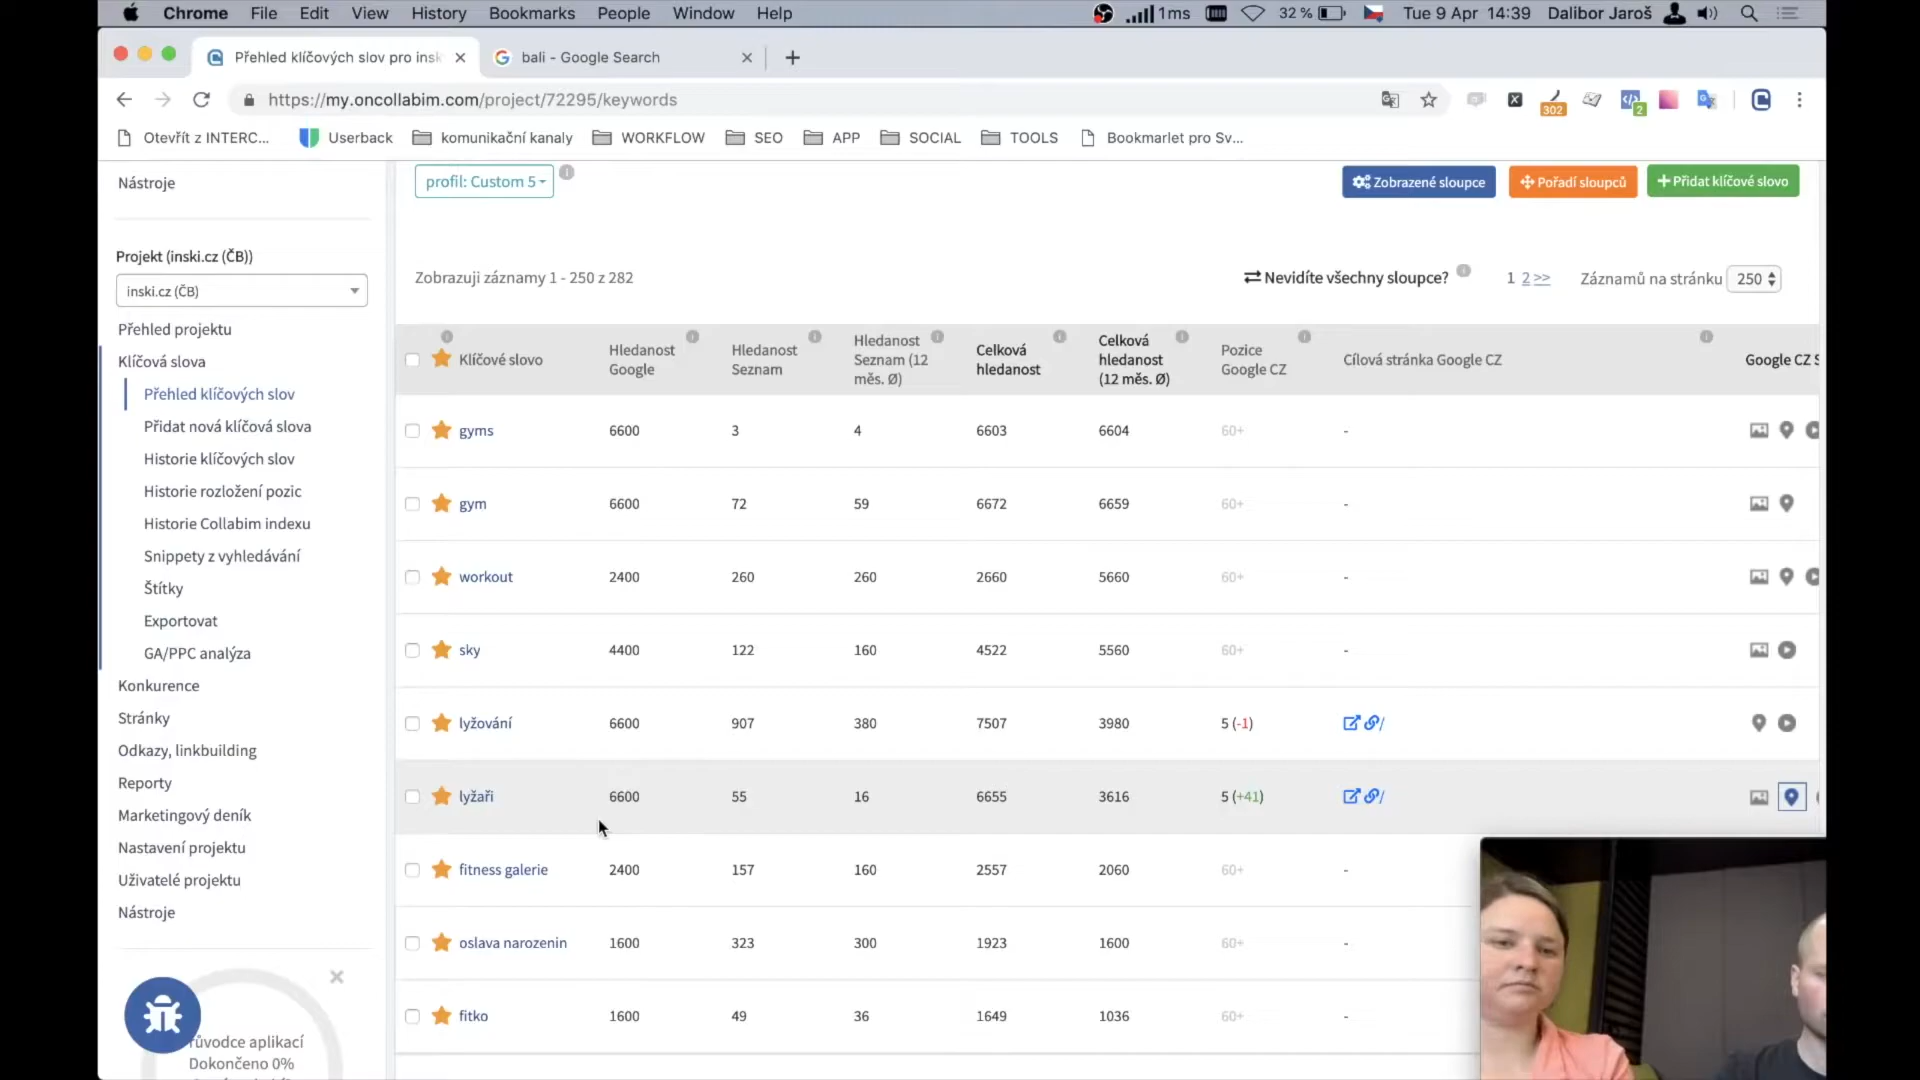 Chrome File Edit View History Bookmarks People Window Help 1ms 32 % Tue 9 Apr 14:39 Dalibor Jaroš
Přehled klíčových slov pro insk
bali - Google Search
https://my.oncollabim.com/project/72295/keywords
302
2
Otevřít z INTERC... Userback komunikační kanaly WORKFLOW SEO APP SOCIAL TOOLS Bookmarlet pro Sv...
Nástroje
Projekt (inski.cz (ČB))
inski.cz (ČB)
Přehled projektu
Klíčová slova
Přehled klíčových slov
Přidat nová klíčová slova
Historie klíčových slov
Historie rozložení pozic
Historie Collabim indexu
Snippety z vyhledávání
Štítky
Exportovat
GA/PPC analýza
Konkurence
Stránky
Odkazy, linkbuilding
Reporty
Marketingový deník
Nastavení projektu
Uživatelé projektu
Nástroje
růvodce aplikací
Dokončeno 0%
profil: Custom 5
Zobrazené sloupce
Pořadí sloupců
Přidat klíčové slovo
Zobrazuji záznamy 1 - 250 z 282
Nevidíte všechny sloupce?
1 2 >>
Záznamů na stránku 250
Klíčové slovo
Hledanost
Google
Hledanost
Seznam
Hledanost
Seznam (12
měs. Ø)
Celková
hledanost
Celková
hledanost
(12 měs. Ø)
Pozice
Google CZ
Cílová stránka Google CZ
Google CZ S
gyms 6600 3 4 6603 6604 60+ -
gym 6600 72 59 6672 6659 60+ -
workout 2400 260 260 2660 5660 60+ -
sky 4400 122 160 4522 5560 60+ -
lyžování 6600 907 380 7507 3980 5 (-1) /
lyžaři 6600 55 16 6655 3616 5 (+41) /
fitness galerie 2400 157 160 2557 2060 60+ -
oslava narozenin 1600 323 300 1923 1600 60+ -
fitko 1600 49 36 1649 1036 60+ -